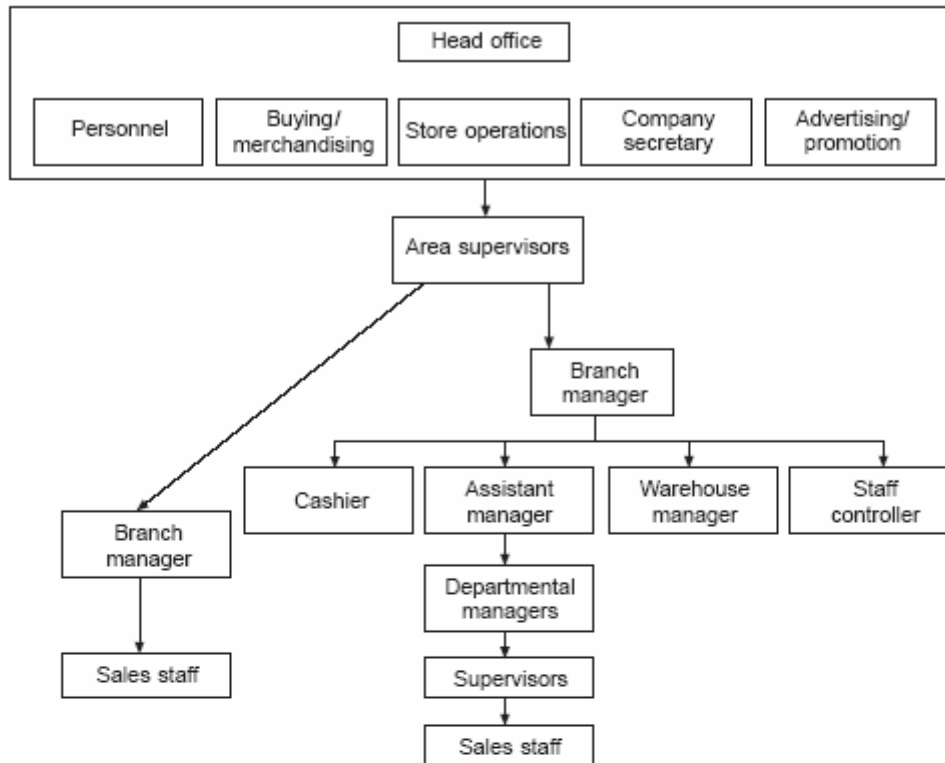 Head office
Personnel
Buying/
merchandising
Store operations
Company
secretary
Advertising/
promotion
Area supervisors
Branch
manager
Cashier
Assistant
manager
Warehouse
manager
Staff
controller
Branch
manager
Departmental
managers
Sales staff
Supervisors
Sales staff